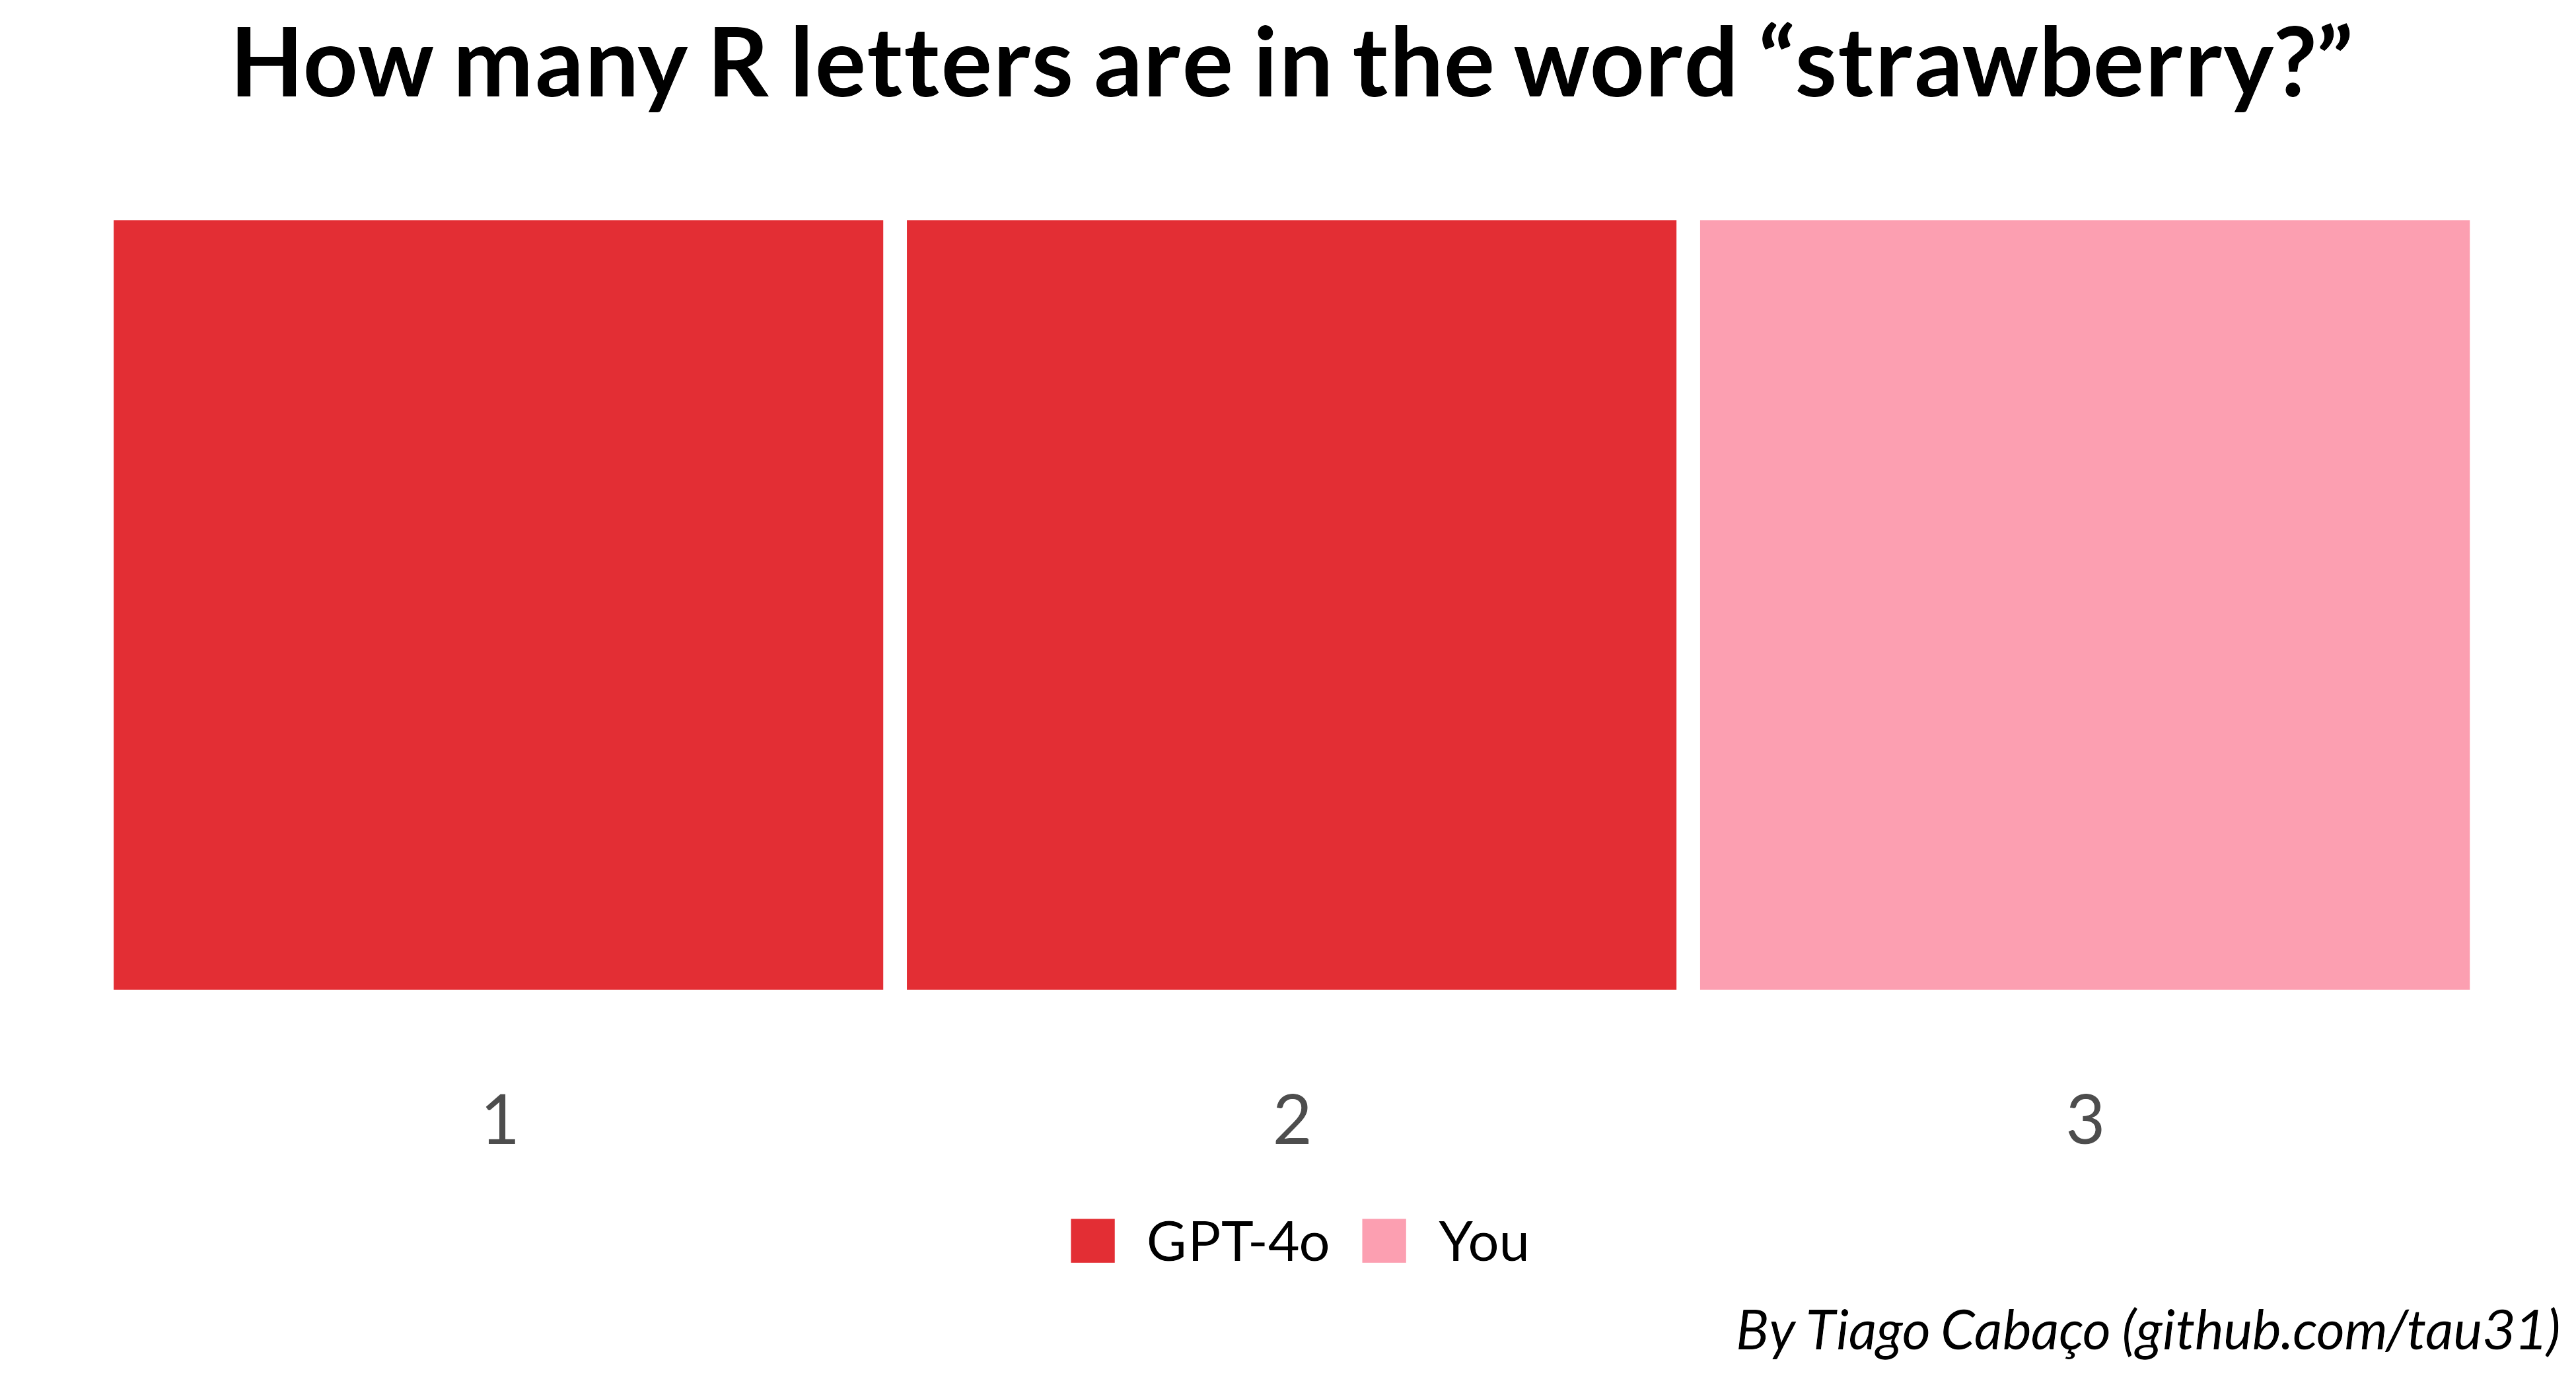 How many R letters are in the word “strawberry?”
1 2 3
GPT-4o You
By Tiago Cabaço (github.com/tau31)